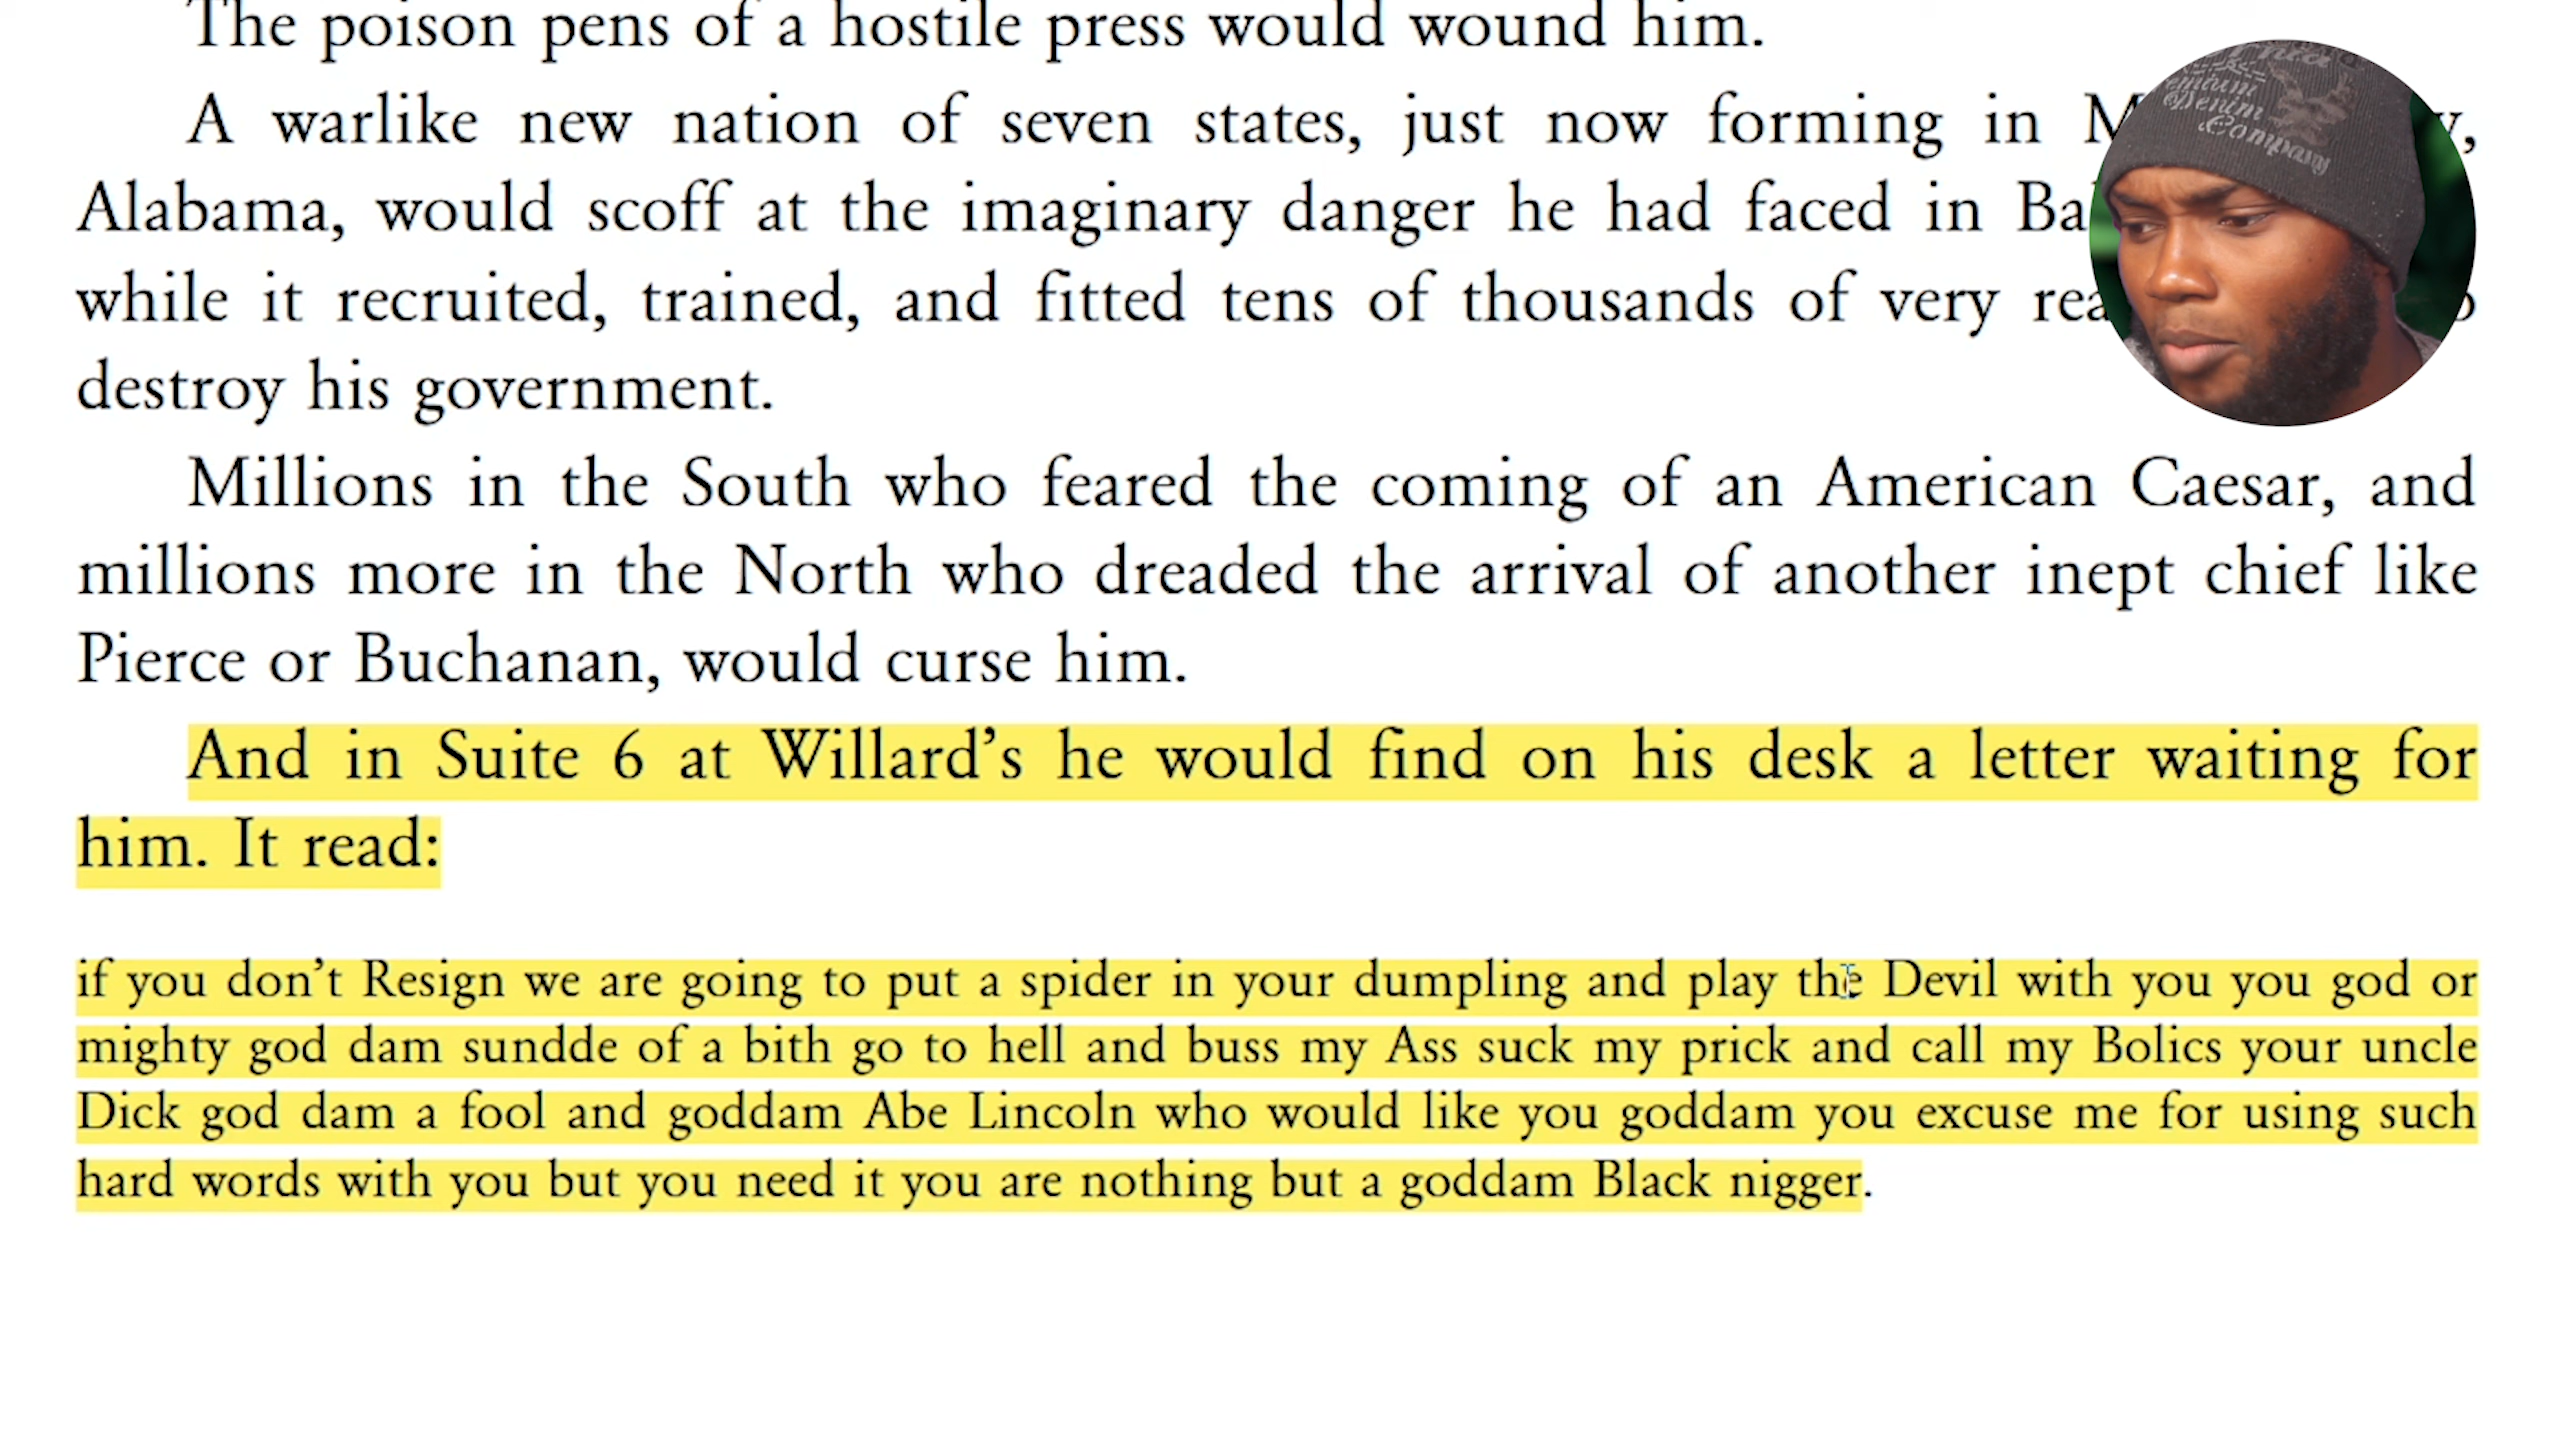 The poison pens of a hostile press would wound him.
A warlike new nation of seven states, just now forming in
Alabama, would scoff at the imaginary danger he had faced in
while it recruited, trained, and fitted tens of thousands of very
destroy his government.
Millions in the South who feared the coming of an American Caesar, and
millions more in the North who dreaded the arrival of another inept chief like
Pierce or Buchanan, would curse him.
And in Suite 6 at Willard's he would find on his desk a letter waiting for
him. It read:
if you don't Resign we are going to put a spider in your dumpling and play the Devil with you you god or
mighty god dam sundde of a bith go to hell and buss my Ass suck my prick and call my Bolics your uncle
Dick god dam a fool and goddam Abe Lincoln who would like you goddam you excuse me for using such
hard words with you but you need it you are nothing but a goddam Black nigger.
Denim
Company